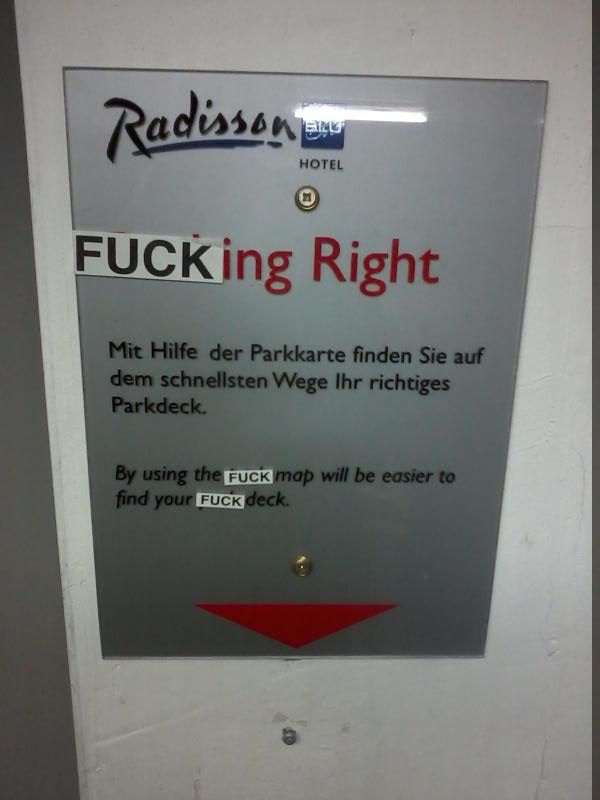 Radisson
BLU
HOTEL
FUCKing Right
Mit Hilfe der Parkkarte finden Sie auf
dem schnellsten Wege Ihr richtiges
Parkdeck.
By using the FUCK map will be easier to
find your FUCK deck.